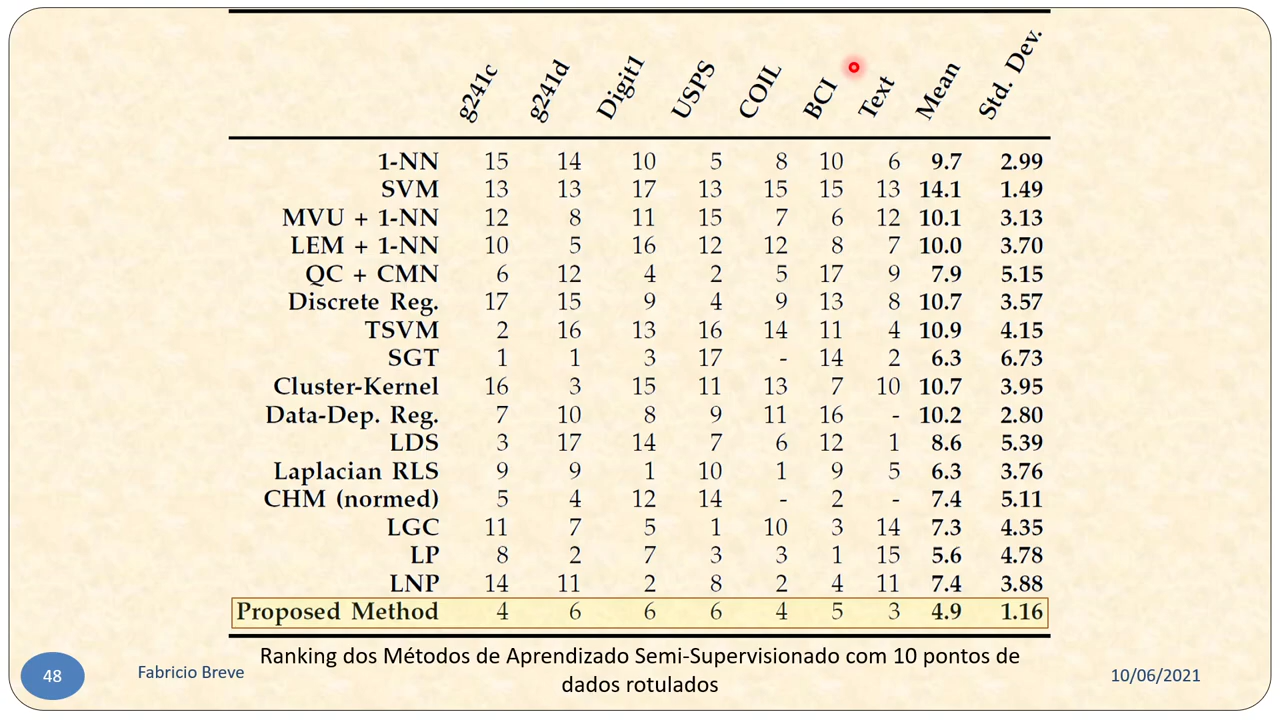 g241c g241d Digit1 USPS COIL BCI Text Mean Std. Dev.
1-NN 15 14 10 5 8 10 6 9.7 2.99
SVM 13 13 17 13 15 15 13 14.1 1.49
MVU + 1-NN 12 8 11 15 7 6 12 10.1 3.13
LEM + 1-NN 10 5 16 12 12 8 7 10.0 3.70
QC + CMN 6 12 4 2 5 17 9 7.9 5.15
Discrete Reg. 17 15 9 4 9 13 8 10.7 3.57
TSVM 2 16 13 16 14 11 4 10.9 4.15
SGT 1 1 3 17 - 14 2 6.3 6.73
Cluster-Kernel 16 3 15 11 13 7 10 10.7 3.95
Data-Dep. Reg. 7 10 8 9 11 16 - 10.2 2.80
LDS 3 17 14 7 6 12 1 8.6 5.39
Laplacian RLS 9 9 1 10 1 9 5 6.3 3.76
CHM (normed) 5 4 12 14 - 2 - 7.4 5.11
LGC 11 7 5 1 10 3 14 7.3 4.35
LP 8 2 7 3 3 1 15 5.6 4.78
LNP 14 11 2 8 2 4 11 7.4 3.88
Proposed Method 4 6 6 6 4 5 3 4.9 1.16
Ranking dos Métodos de Aprendizado Semi-Supervisionado com 10 pontos de
dados rotulados
48
Fabricio Breve
10/06/2021